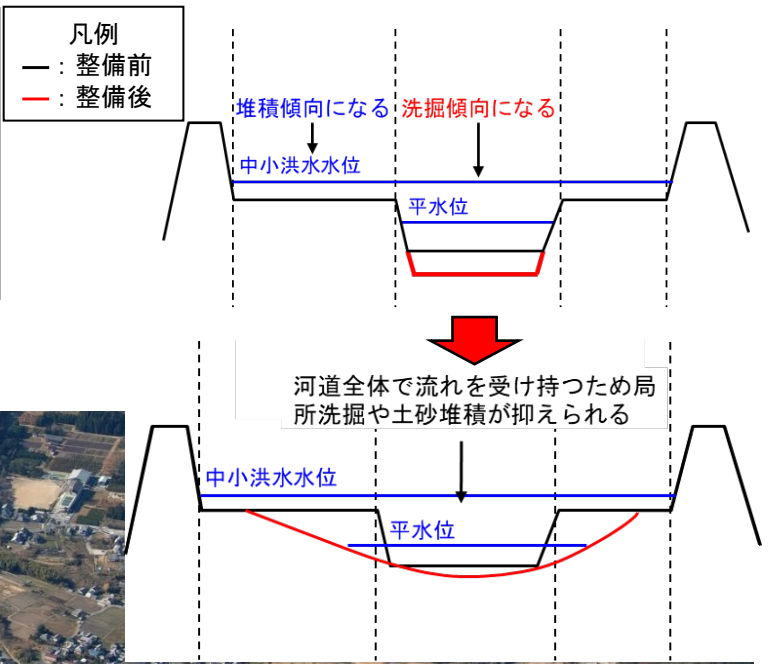 凡例
― : 整備前
― : 整備後
堆積傾向になる
洗掘傾向になる
中小洪水水位
平水位
河道全体で流れを受け持つため局
所洗掘や土砂堆積が抑えられる
中小洪水水位
平水位